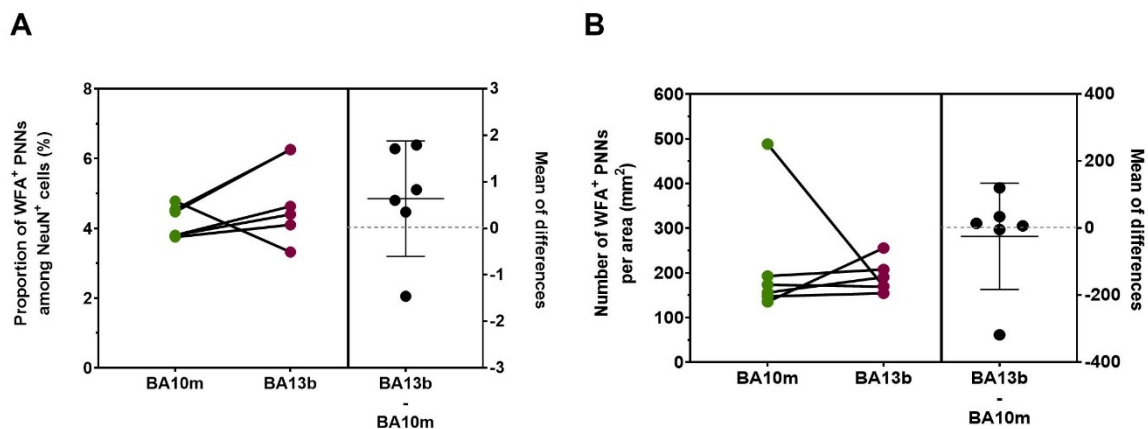 A
Proportion of WFA⁺ PNNs
among NeuN⁺ cells (%)
8
6
4
2
0
BA10m
BA13b
BA13b
-
BA10m
3
2
1
0
-1
-2
-3
Mean of differences
B
Number of WFA⁺ PNNs
per area (mm²)
600
500
400
300
200
100
0
BA10m
BA13b
BA13b
-
BA10m
400
200
0
-200
-400
Mean of differences